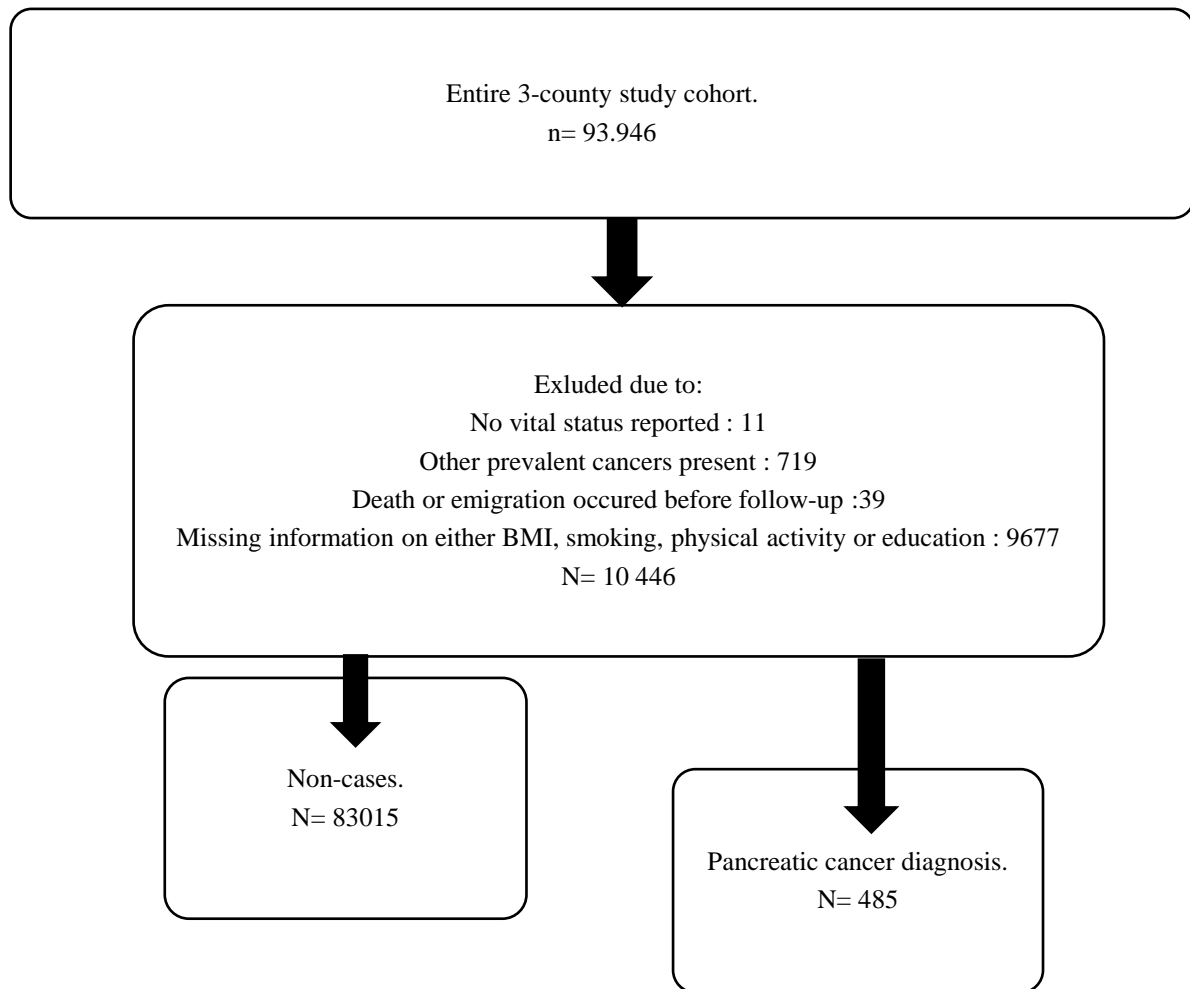 Entire 3-county study cohort.
n= 93.946
Exluded due to:
No vital status reported : 11
Other prevalent cancers present : 719
Death or emigration occured before follow-up :39
Missing information on either BMI, smoking, physical activity or education : 9677
N= 10 446
Non-cases.
N= 83015
Pancreatic cancer diagnosis.
N= 485